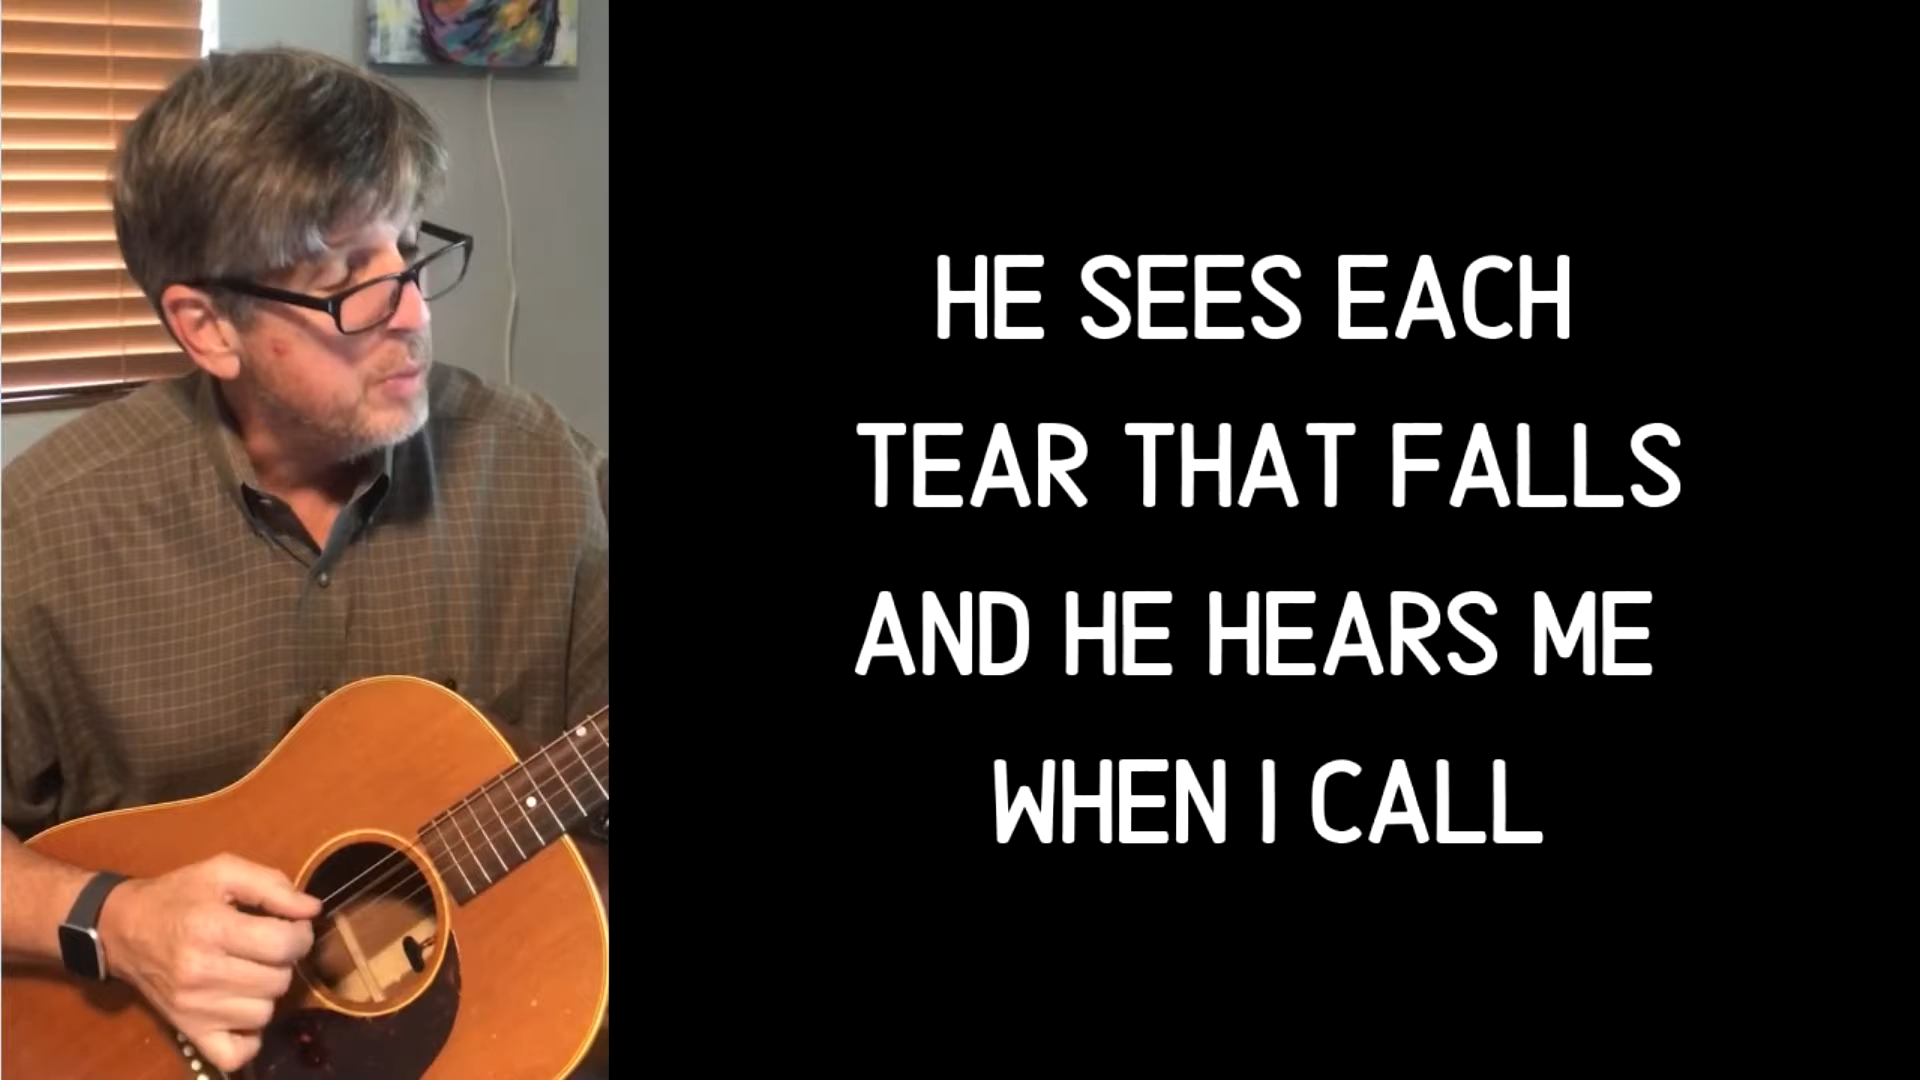 HE SEES EACH
TEAR THAT FALLS
AND HE HEARS ME
WHEN I CALL